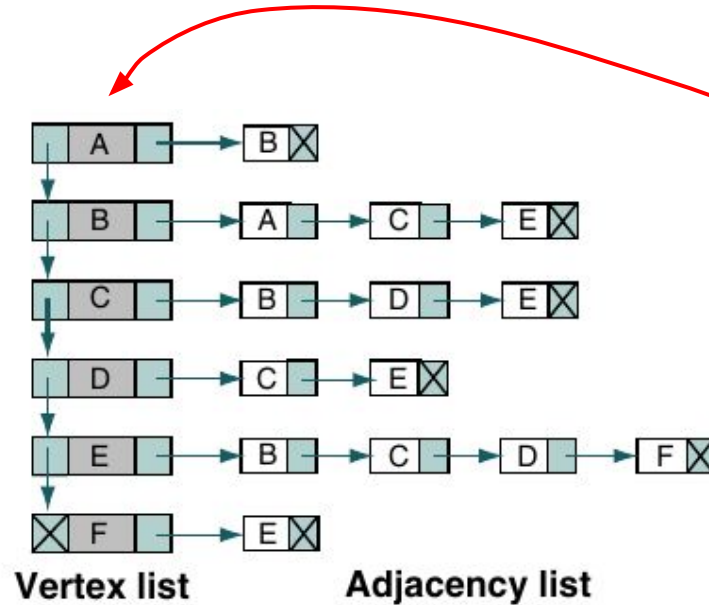 A B
B A C E
C B D E
D C E
E B C D F
F E
Vertex list Adjacency list